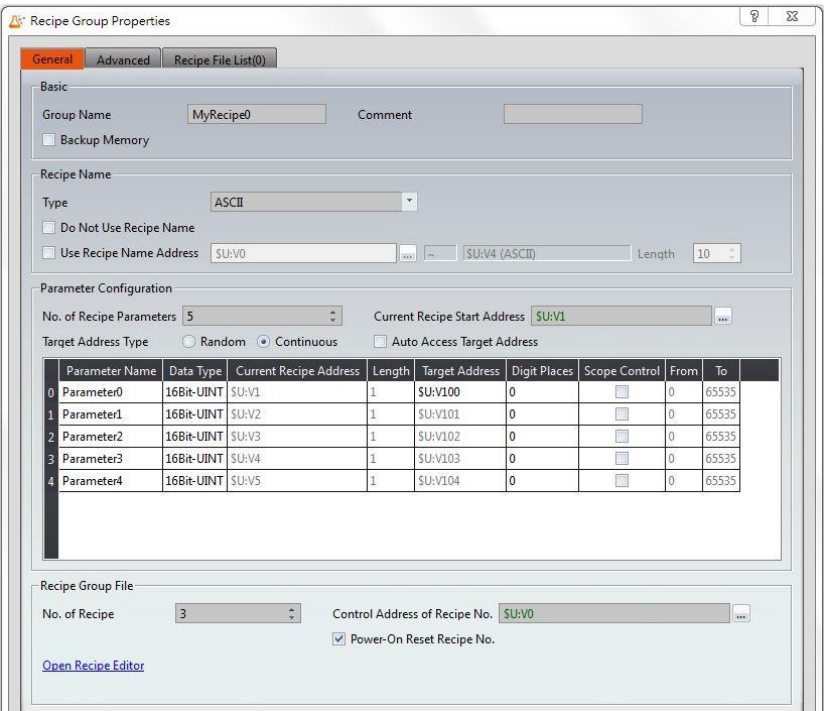 Recipe Group Properties
General Advanced Recipe File List(0)
Basic
Group Name MyRecipe0 Comment
Backup Memory
Recipe Name
Type ASCII
Do Not Use Recipe Name
Use Recipe Name Address $U:V0 ... ~ $U:V4 (ASCII) Length 10
Parameter Configuration
No. of Recipe Parameters 5 Current Recipe Start Address $U:V1 ...
Target Address Type Random Continuous Auto Access Target Address
Parameter Name Data Type Current Recipe Address Length Target Address Digit Places Scope Control From To
0 Parameter0 16Bit-UINT $U:V1 1 $U:V100 0 0 65535
1 Parameter1 16Bit-UINT $U:V2 1 $U:V101 0 0 65535
2 Parameter2 16Bit-UINT $U:V3 1 $U:V102 0 0 65535
3 Parameter3 16Bit-UINT $U:V4 1 $U:V103 0 0 65535
4 Parameter4 16Bit-UINT $U:V5 1 $U:V104 0 0 65535
Recipe Group File
No. of Recipe 3 Control Address of Recipe No. $U:V0 ...
Power-On Reset Recipe No.
Open Recipe Editor